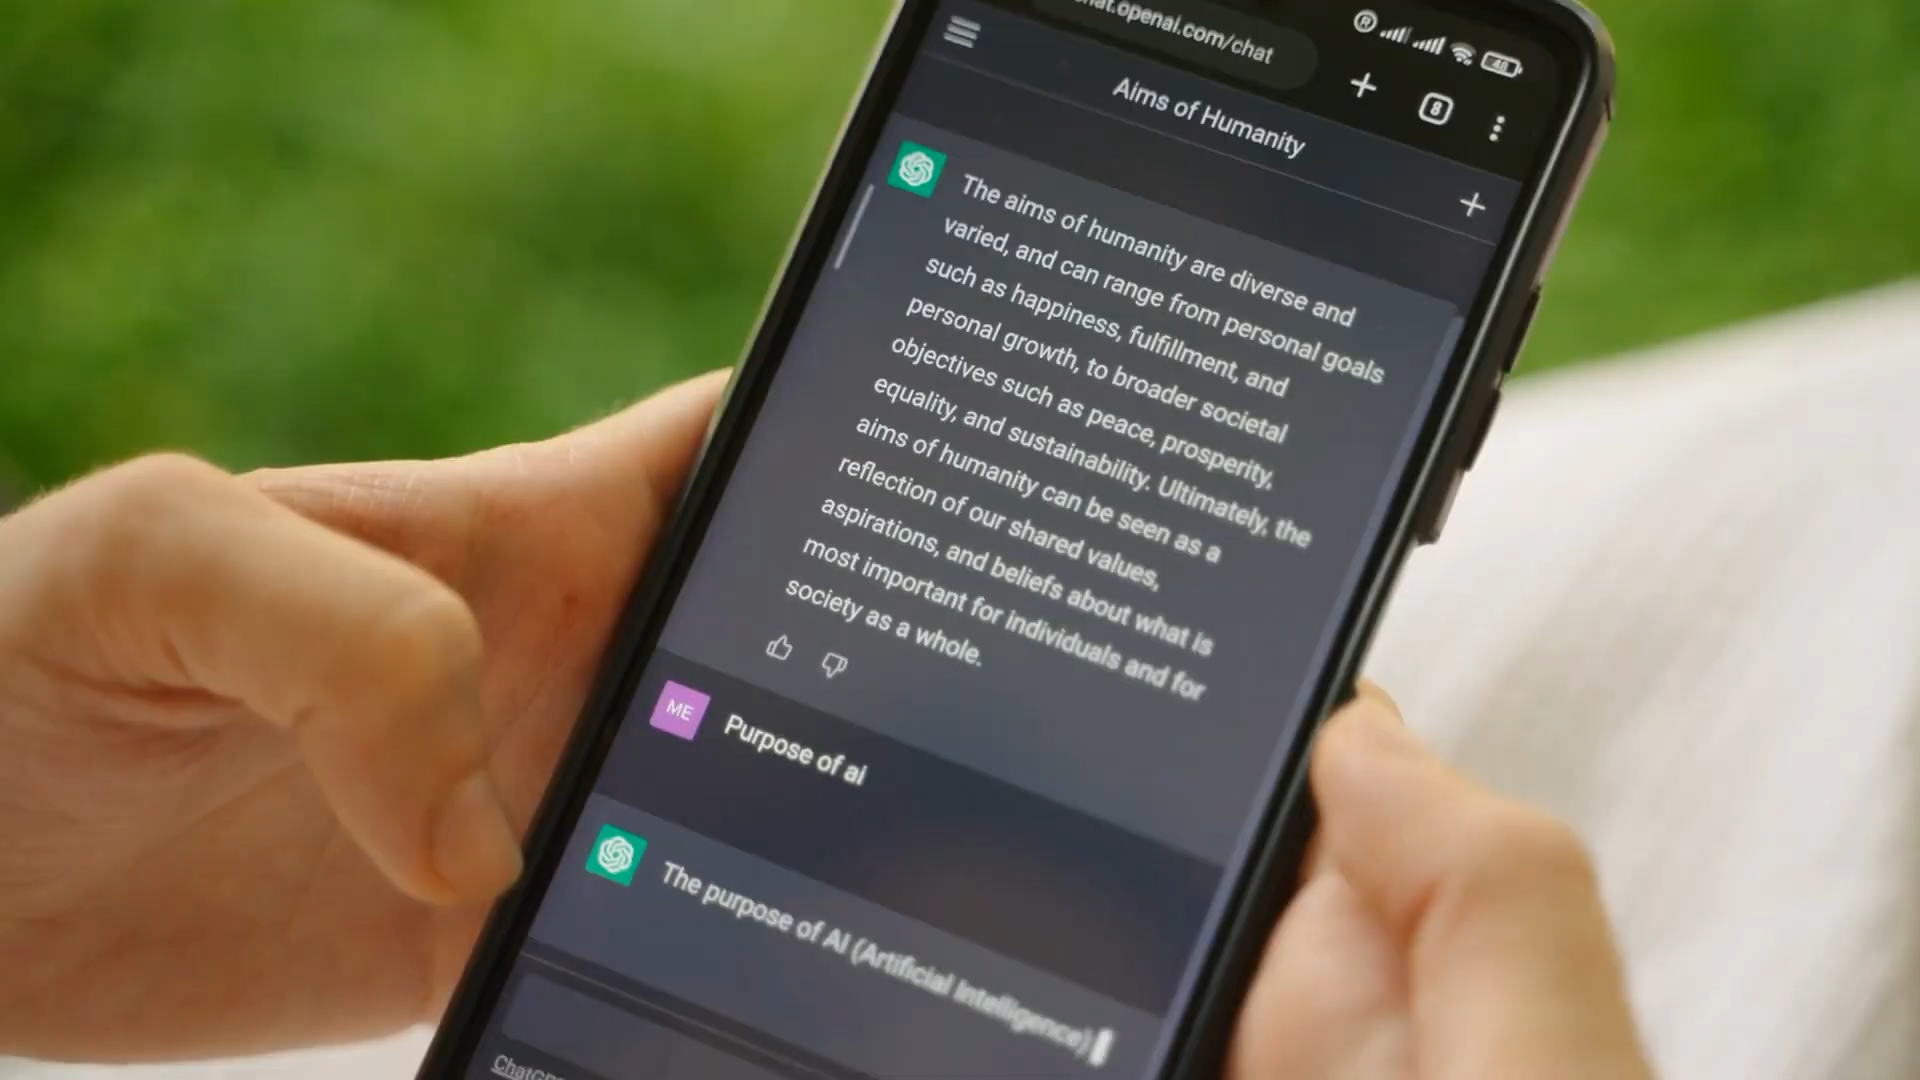 chat.openai.com/chat
R
48
8
Aims of Humanity
The aims of humanity are diverse and
varied, and can range from personal goals
such as happiness, fulfillment, and
personal growth, to broader societal
objectives such as peace, prosperity,
equality, and sustainability. Ultimately, the
aims of humanity can be seen as a
reflection of our shared values,
aspirations, and beliefs about what is
most important for individuals and for
society as a whole.
ME
Purpose of ai
The purpose of AI (Artificial Intelligence)